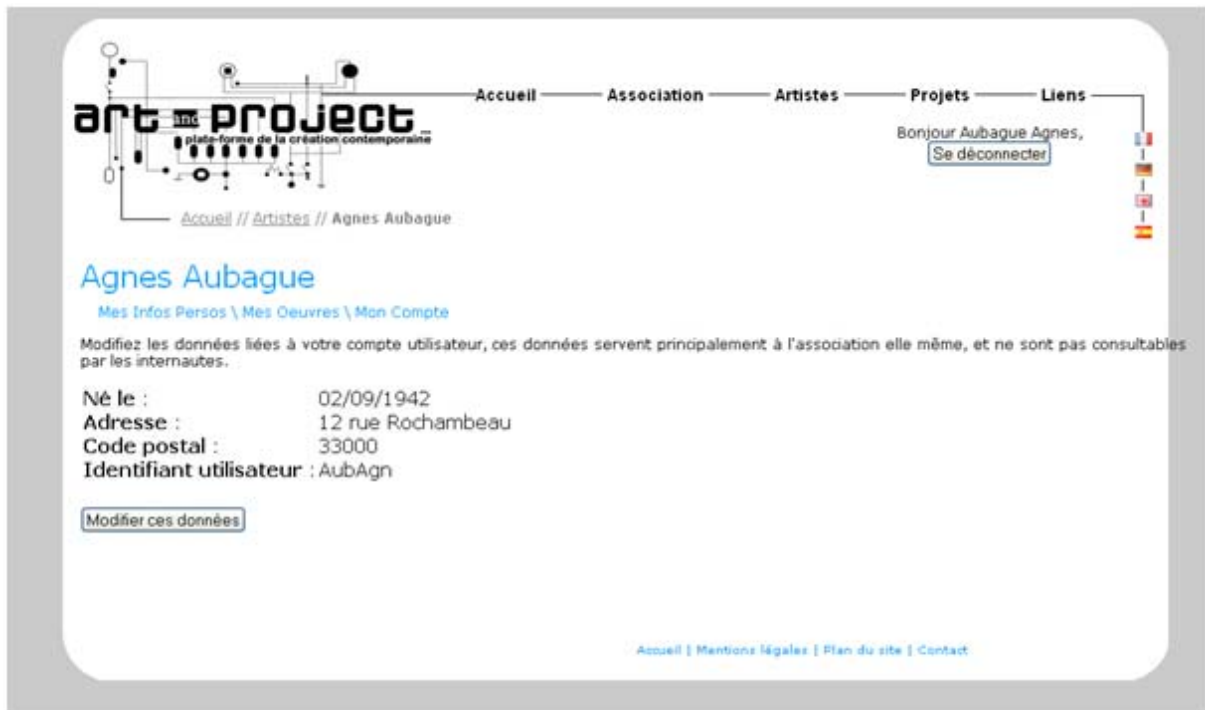 Accueil Association Artistes Projets Liens
art and project_
plate-forme de la création contemporaine
Bonjour Aubague Agnes,
Se déconnecter
Accueil // Artistes // Agnes Aubague
Agnes Aubague
Mes Infos Persos \ Mes Oeuvres \ Mon Compte
Modifiez les données liées à votre compte utilisateur, ces données servent principalement à l'association elle même, et ne sont pas consultables
par les internautes.
Né le : 02/09/1942
Adresse : 12 rue Rochambeau
Code postal : 33000
Identifiant utilisateur : AubAgn
Modifier ces données
Accueil | Mentions légales | Plan du site | Contact